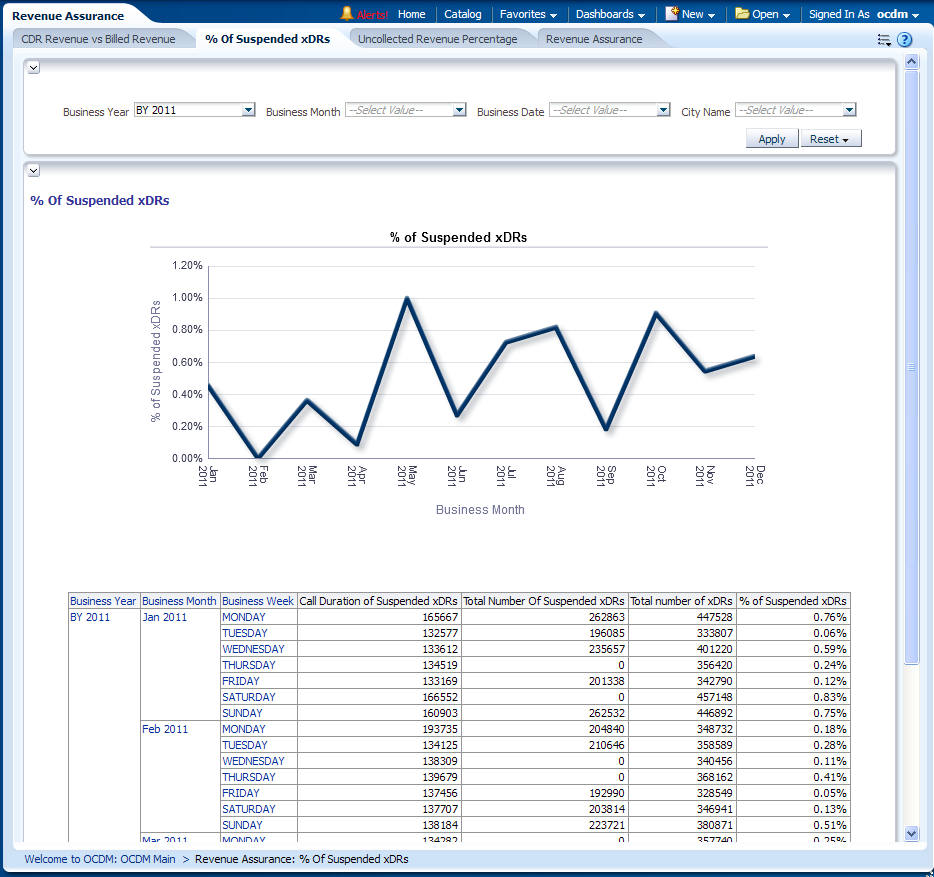 Revenue Assurance
Alerts! Home Catalog Favorites Dashboards New Open Signed In As ocdm
CDR Revenue vs Billed Revenue % Of Suspended xDRs Uncollected Revenue Percentage Revenue Assurance
Business Year BY 2011 Business Month --Select Value-- Business Date --Select Value-- City Name --Select Value--
Apply Reset
% Of Suspended xDRs
% of Suspended xDRs
% of Suspended xDRs
1.20%
1.00%
0.80%
0.60%
0.40%
0.20%
0.00%
Jan 2011 Feb 2011 Mar 2011 Apr 2011 May 2011 Jun 2011 Jul 2011 Aug 2011 Sep 2011 Oct 2011 Nov 2011 Dec 2011
Business Month
Business Year Business Month Business Week Call Duration of Suspended xDRs Total Number Of Suspended xDRs Total number of xDRs % of Suspended xDRs
BY 2011 Jan 2011 MONDAY 165667 262863 447528 0.76%
TUESDAY 132577 196085 333807 0.06%
WEDNESDAY 133612 235657 401220 0.59%
THURSDAY 134519 0 356420 0.24%
FRIDAY 133169 201338 342790 0.12%
SATURDAY 166552 0 457148 0.83%
SUNDAY 160903 262532 446892 0.75%
Feb 2011 MONDAY 193735 204840 348732 0.18%
TUESDAY 134125 210646 358589 0.28%
WEDNESDAY 138309 0 340456 0.11%
THURSDAY 139679 0 368162 0.41%
FRIDAY 137456 192990 328549 0.05%
SATURDAY 137707 203814 346941 0.13%
SUNDAY 138184 223721 380871 0.51%
Mar 2011 MONDAY 134282 0 357740 0.25%
Welcome to OCDM: OCDM Main > Revenue Assurance: % Of Suspended xDRs